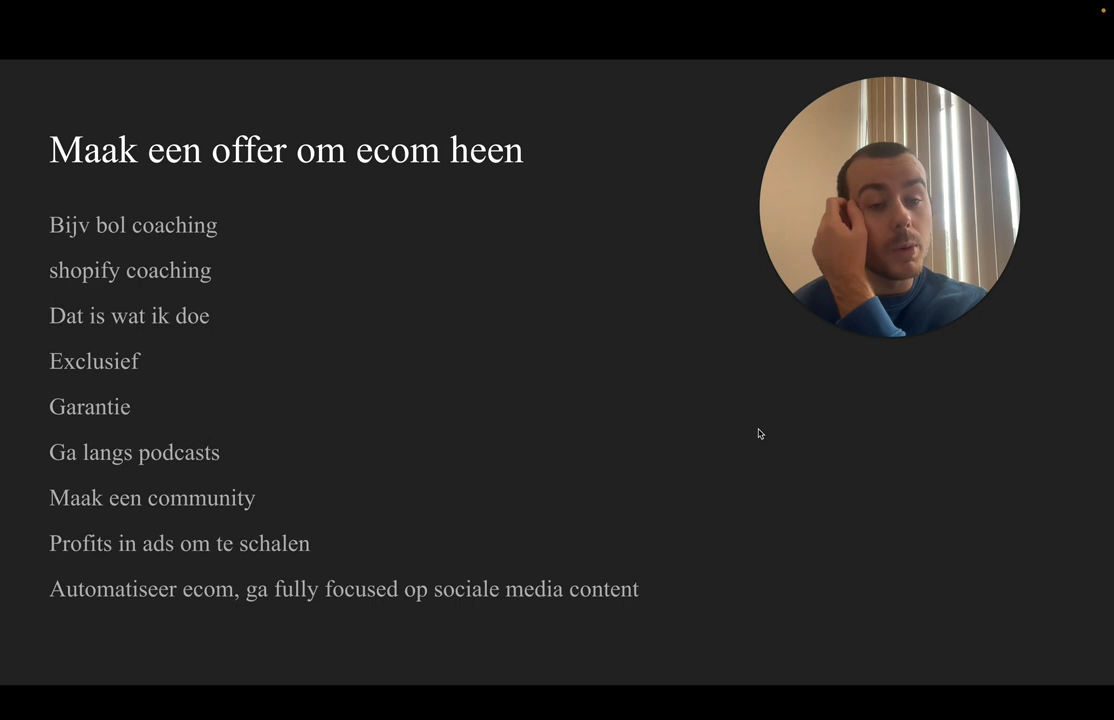 Maak een offer om ecom heen
Bijv bol coaching
shopify coaching
Dat is wat ik doe
Exclusief
Garantie
Ga langs podcasts
Maak een community
Profits in ads om te schalen
Automatiseer ecom, ga fully focused op sociale media content